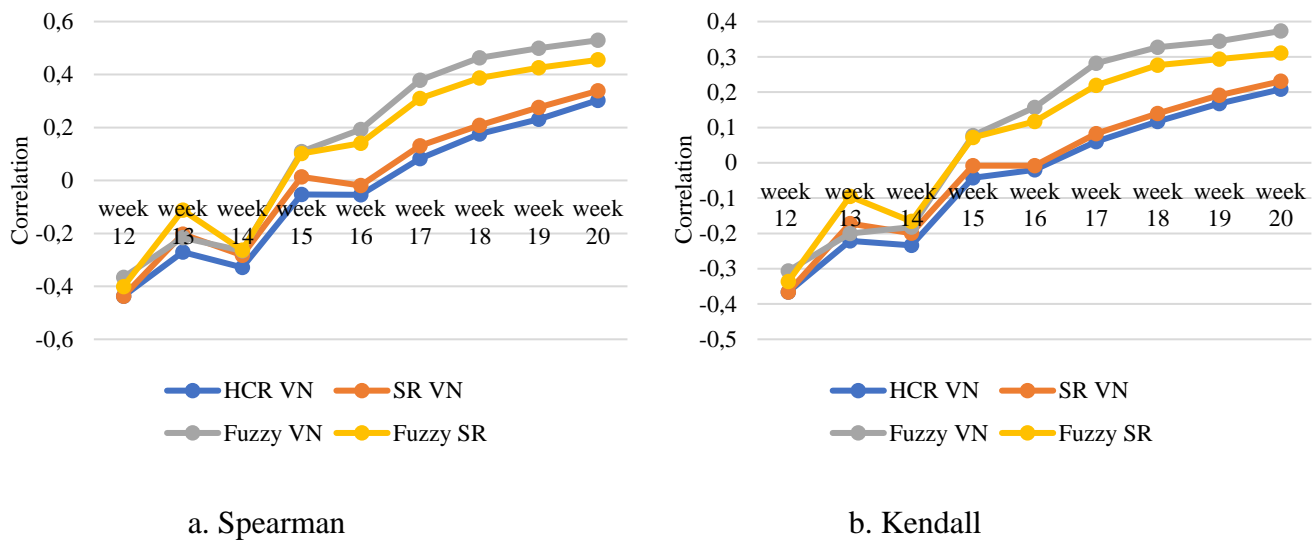 0,6
0,4
0,2
0
-0,2
-0,4
-0,6
Correlation
week week week week week week week week week
12 13 14 15 16 17 18 19 20
HCR VN SR VN
Fuzzy VN Fuzzy SR
a. Spearman
0,4
0,3
0,2
0,1
0
-0,1
-0,2
-0,3
-0,4
-0,5
Correlation
week week week week week week week week week
12 13 14 15 16 17 18 19 20
HCR VN SR VN
Fuzzy VN Fuzzy SR
b. Kendall